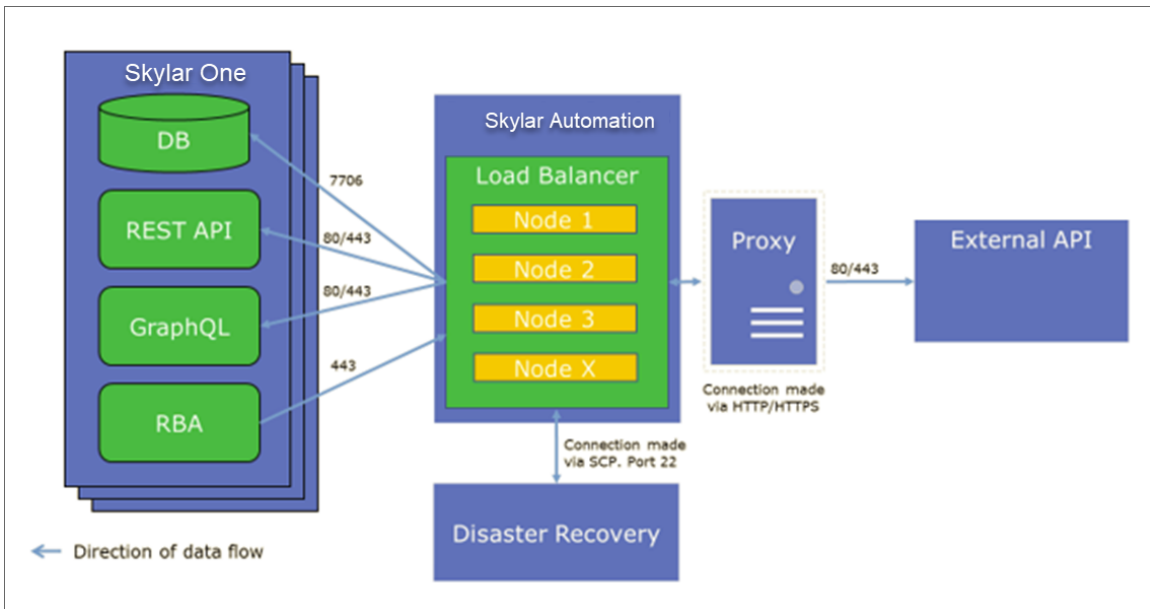 Skylar One
DB
REST API
GraphQL
RBA
7706
80/443
80/443
443
Skylar Automation
Load Balancer
Node 1
Node 2
Node 3
Node X
Proxy
Connection made
via HTTP/HTTPS
80/443
External API
Connection made
via SCP. Port 22
Disaster Recovery
Direction of data flow